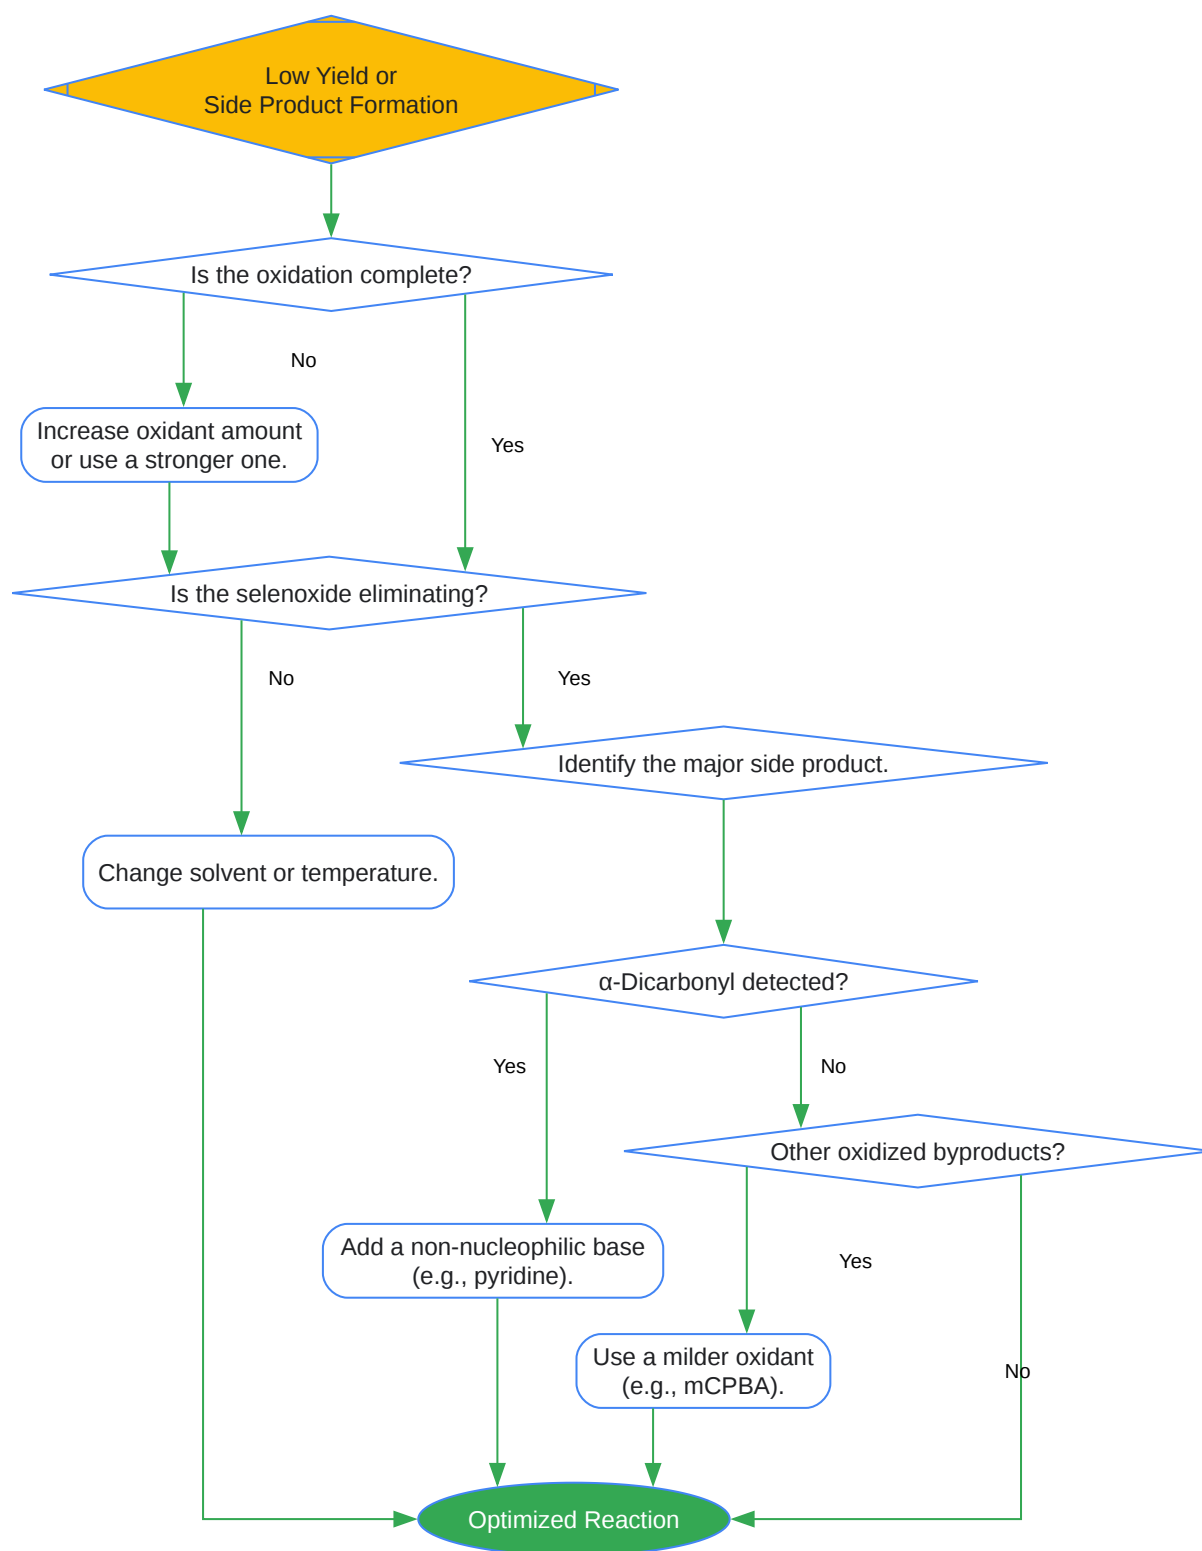 Low Yield or
Side Product Formation
Is the oxidation complete?
No
Increase oxidant amount
or use a stronger one.
Yes
Is the selenoxide eliminating?
No
Yes
Identify the major side product.
Change solvent or temperature.
α-Dicarbonyl detected?
Yes
No
Other oxidized byproducts?
Add a non-nucleophilic base
(e.g., pyridine).
Yes
Use a milder oxidant
(e.g., mCPBA).
No
Optimized Reaction